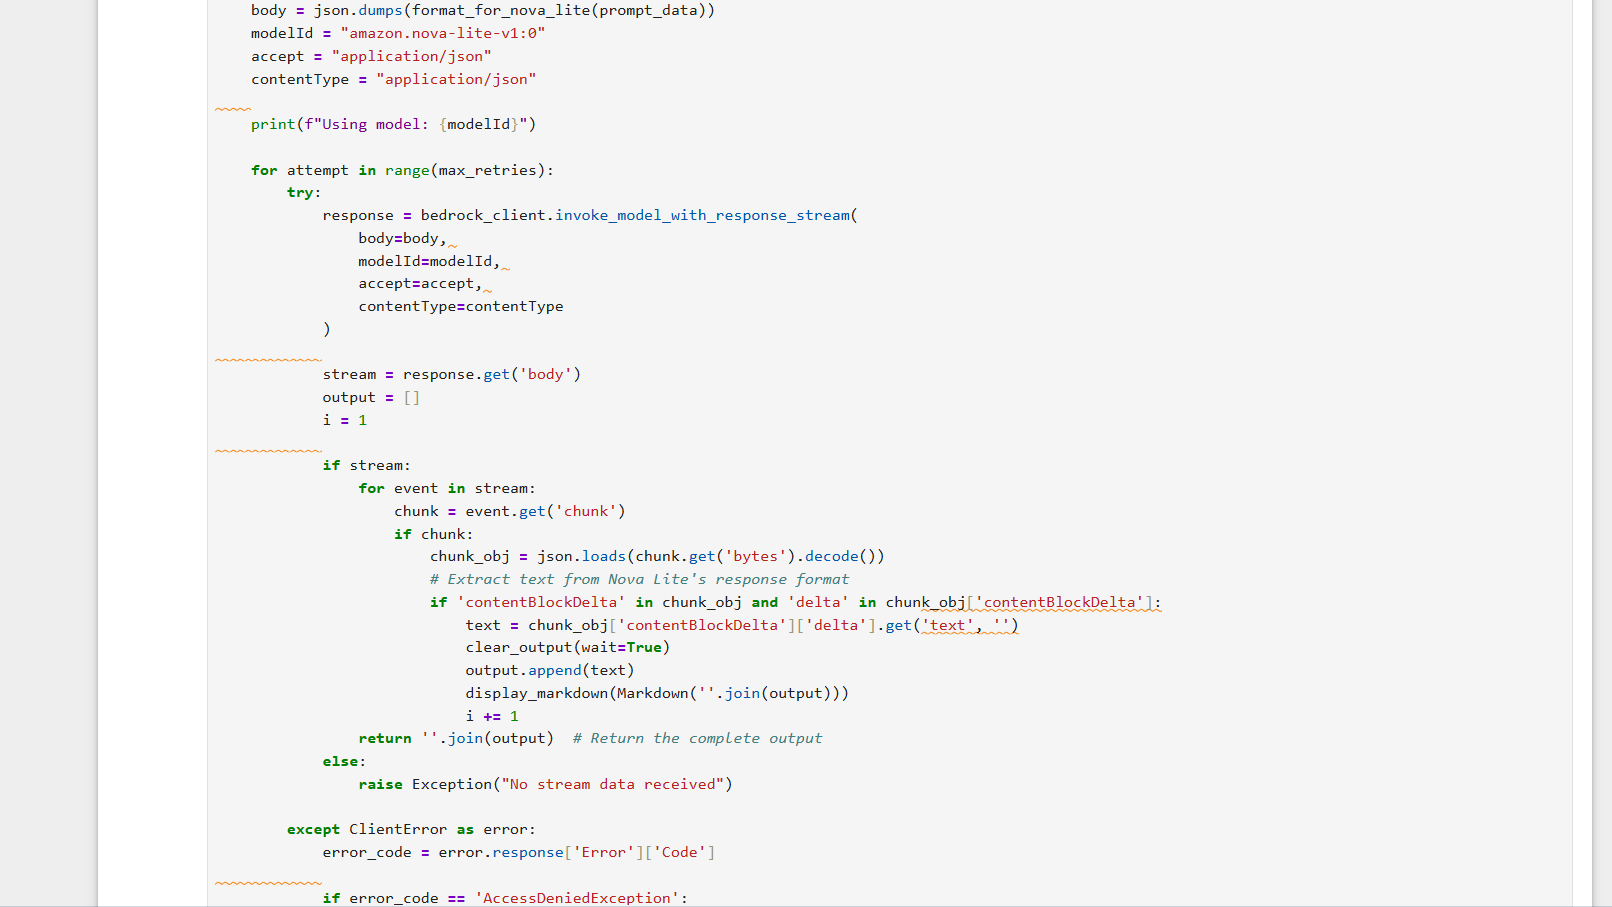 body = json.dumps(format_for_nova_lite(prompt_data))
modelId = "amazon.nova-lite-v1:0"
accept = "application/json"
contentType = "application/json"
print(f"Using model: {modelId}")
for attempt in range(max_retries):
try:
response = bedrock_client.invoke_model_with_response_stream(
body=body,
modelId=modelId,
accept=accept,
contentType=contentType
)
stream = response.get('body')
output = []
i = 1
if stream:
for event in stream:
chunk = event.get('chunk')
if chunk:
chunk_obj = json.loads(chunk.get('bytes').decode())
# Extract text from Nova Lite's response format
if 'contentBlockDelta' in chunk_obj and 'delta' in chunk_obj['contentBlockDelta']:
text = chunk_obj['contentBlockDelta']['delta'].get('text', '')
clear_output(wait=True)
output.append(text)
display_markdown(Markdown(''.join(output)))
i += 1
return ''.join(output)  # Return the complete output
else:
raise Exception("No stream data received")
except ClientError as error:
error_code = error.response['Error']['Code']
if error_code == 'AccessDeniedException':